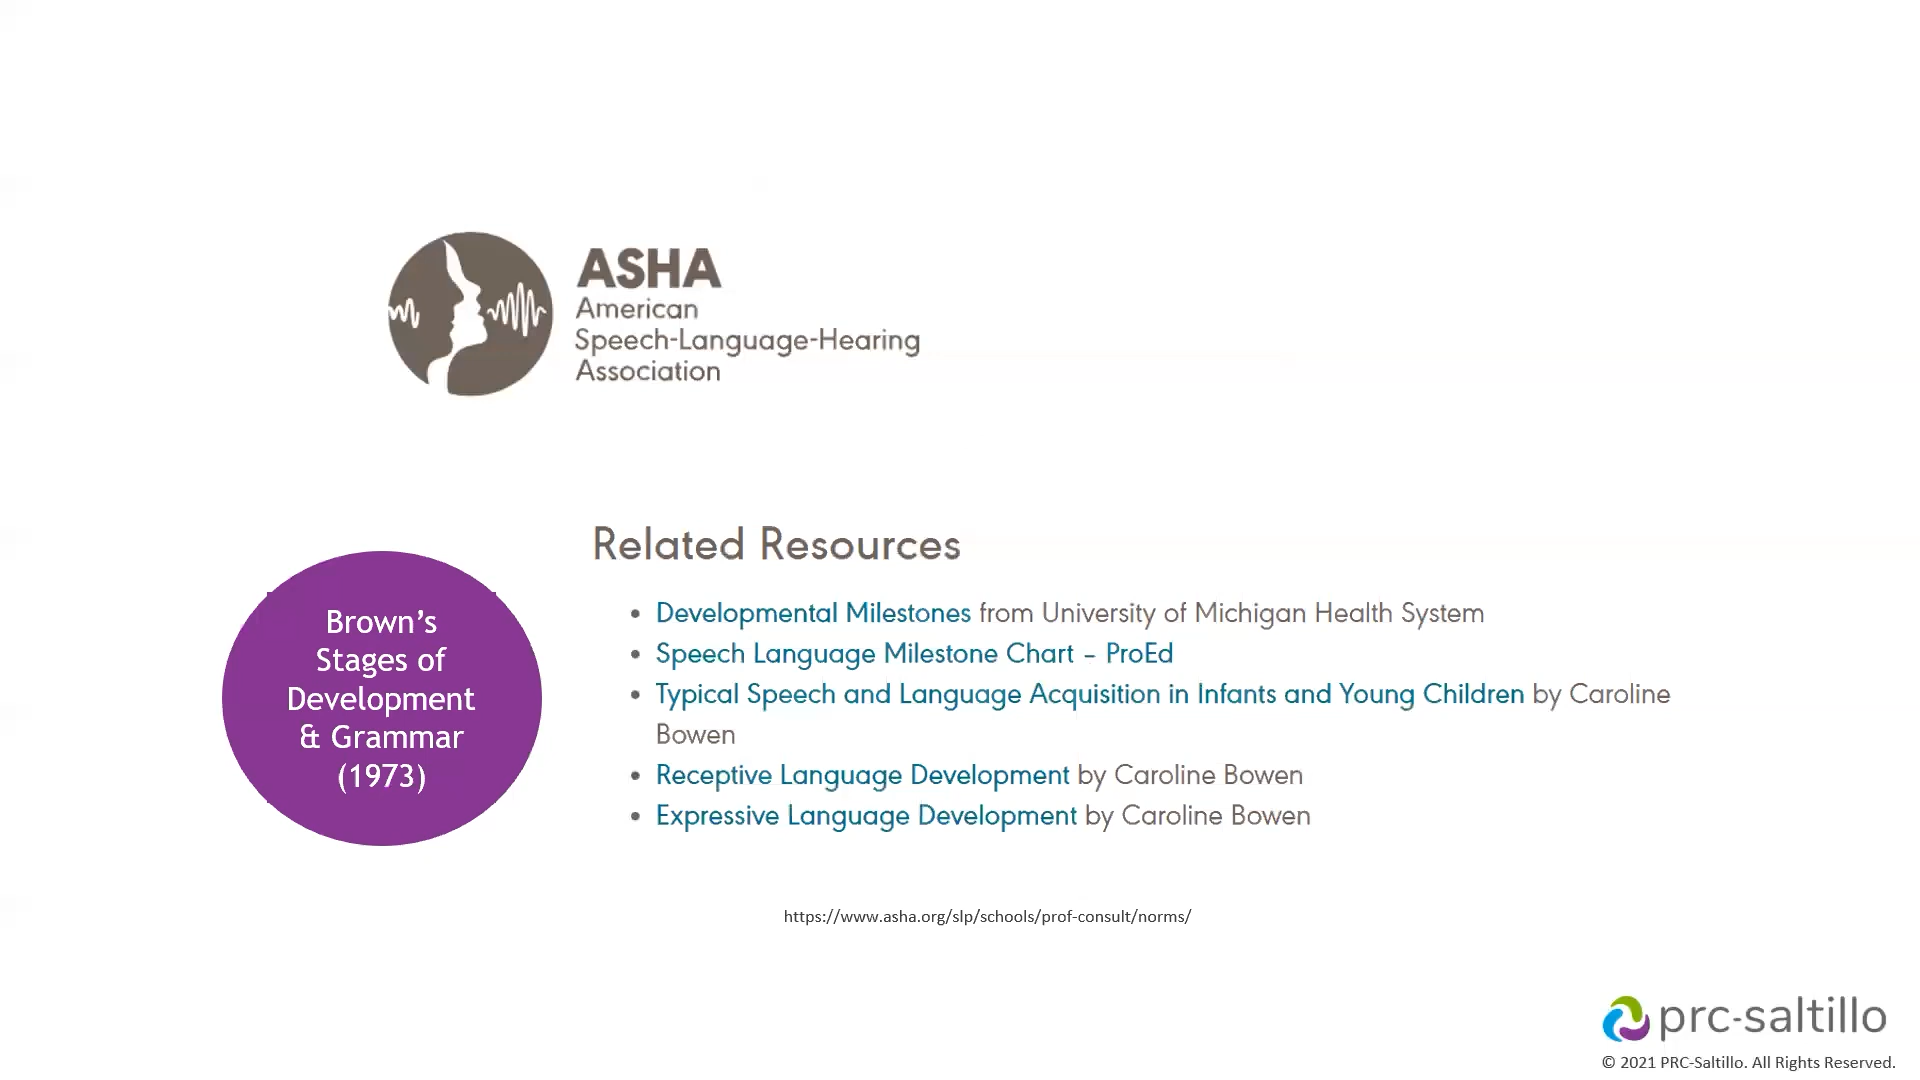 ASHA
American
Speech-Language-Hearing
Association
Related Resources
Brown’s
Stages of
Development
& Grammar
(1973)
• Developmental Milestones from University of Michigan Health System
• Speech Language Milestone Chart – ProEd
• Typical Speech and Language Acquisition in Infants and Young Children by Caroline
Bowen
• Receptive Language Development by Caroline Bowen
• Expressive Language Development by Caroline Bowen
https://www.asha.org/slp/schools/prof-consult/norms/
prc-saltillo
© 2021 PRC-Saltillo. All Rights Reserved.